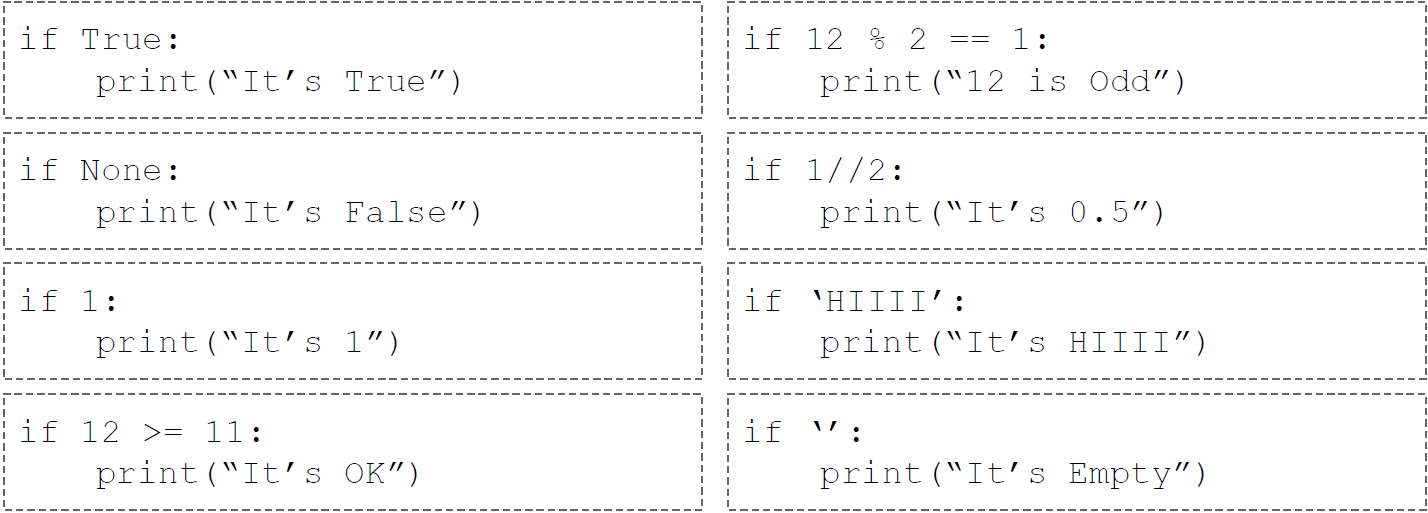 if True:
    print(“It’s True”)
if None:
    print(“It’s False”)
if 1:
    print(“It’s 1”)
if 12 >= 11:
    print(“It’s OK”)
if 12 % 2 == 1:
    print(“12 is Odd”)
if 1//2:
    print(“It’s 0.5”)
if ‘HIIII’:
    print(“It’s HIIII”)
if ‘’:
    print(“It’s Empty”)